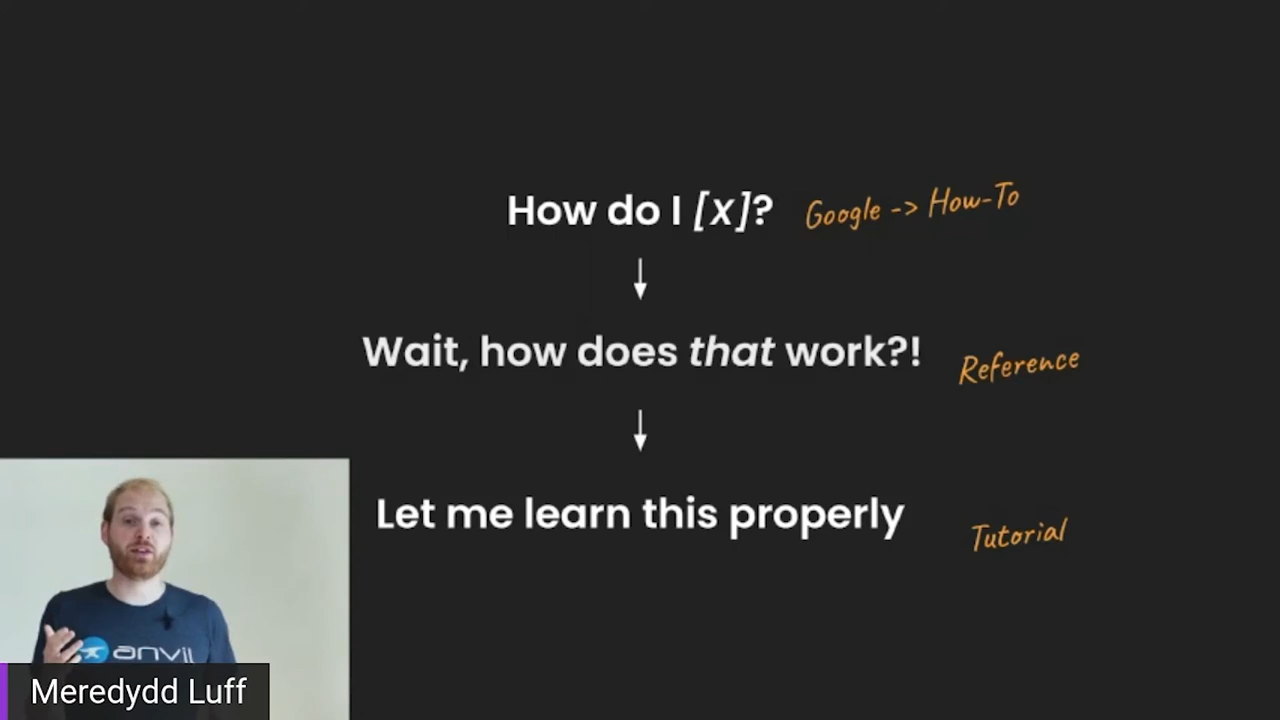 How do I [x]? Google -> How-To
Wait, how does that work?! Reference
Let me learn this properly Tutorial
anvil
Meredydd Luff